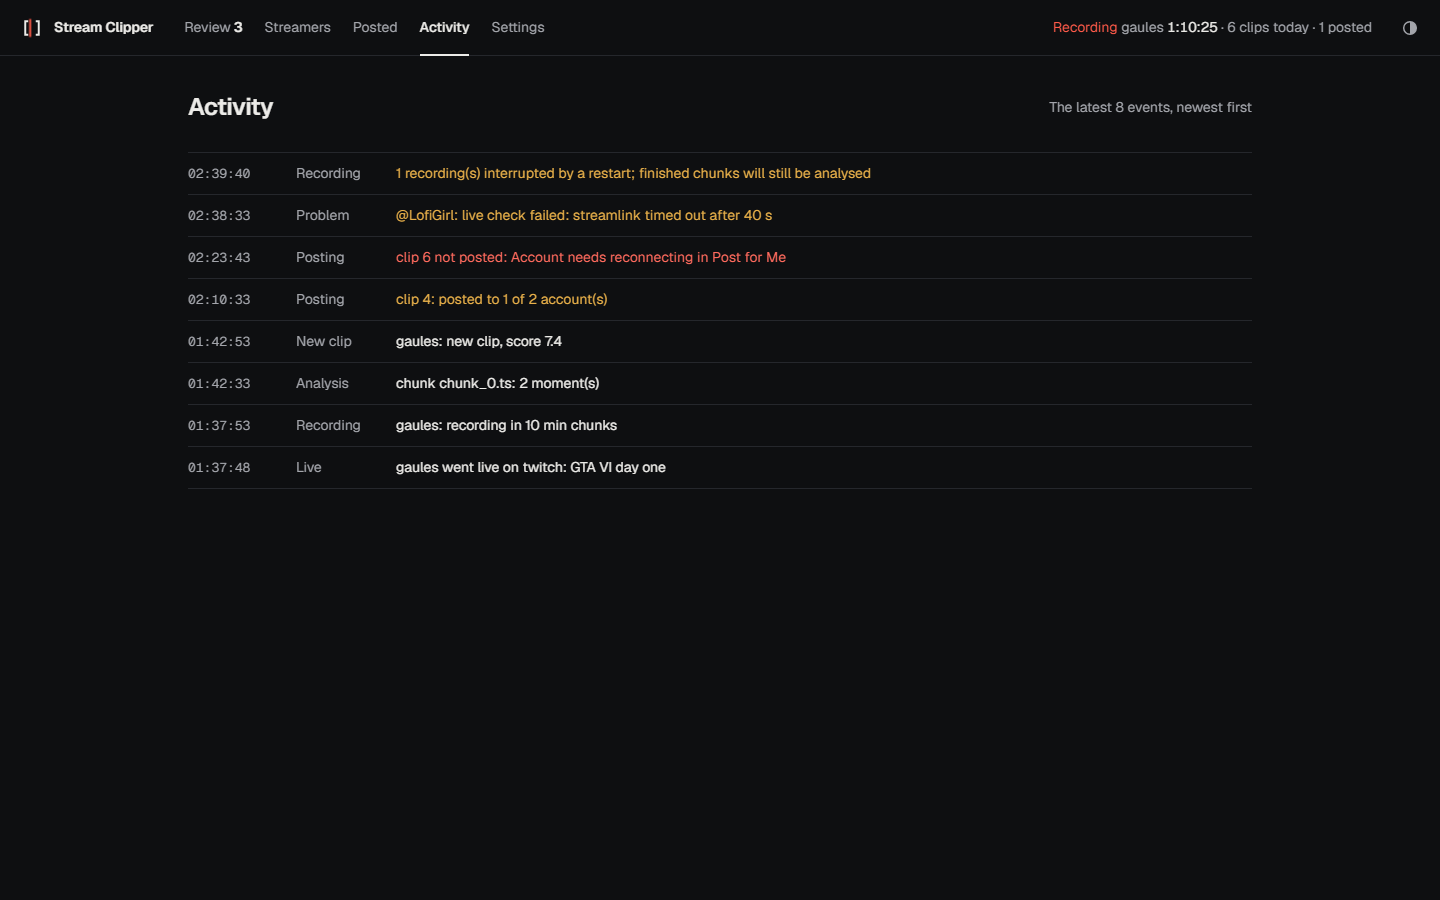 Stream Clipper Review 3 Streamers Posted Activity Settings Recording gaules 1:10:25 · 6 clips today · 1 posted
Activity The latest 8 events, newest first
02:39:40 Recording 1 recording(s) interrupted by a restart; finished chunks will still be analysed
02:38:33 Problem @LofiGirl: live check failed: streamlink timed out after 40 s
02:23:43 Posting clip 6 not posted: Account needs reconnecting in Post for Me
02:10:33 Posting clip 4: posted to 1 of 2 account(s)
01:42:53 New clip gaules: new clip, score 7.4
01:42:33 Analysis chunk chunk_0.ts: 2 moment(s)
01:37:53 Recording gaules: recording in 10 min chunks
01:37:48 Live gaules went live on twitch: GTA VI day one